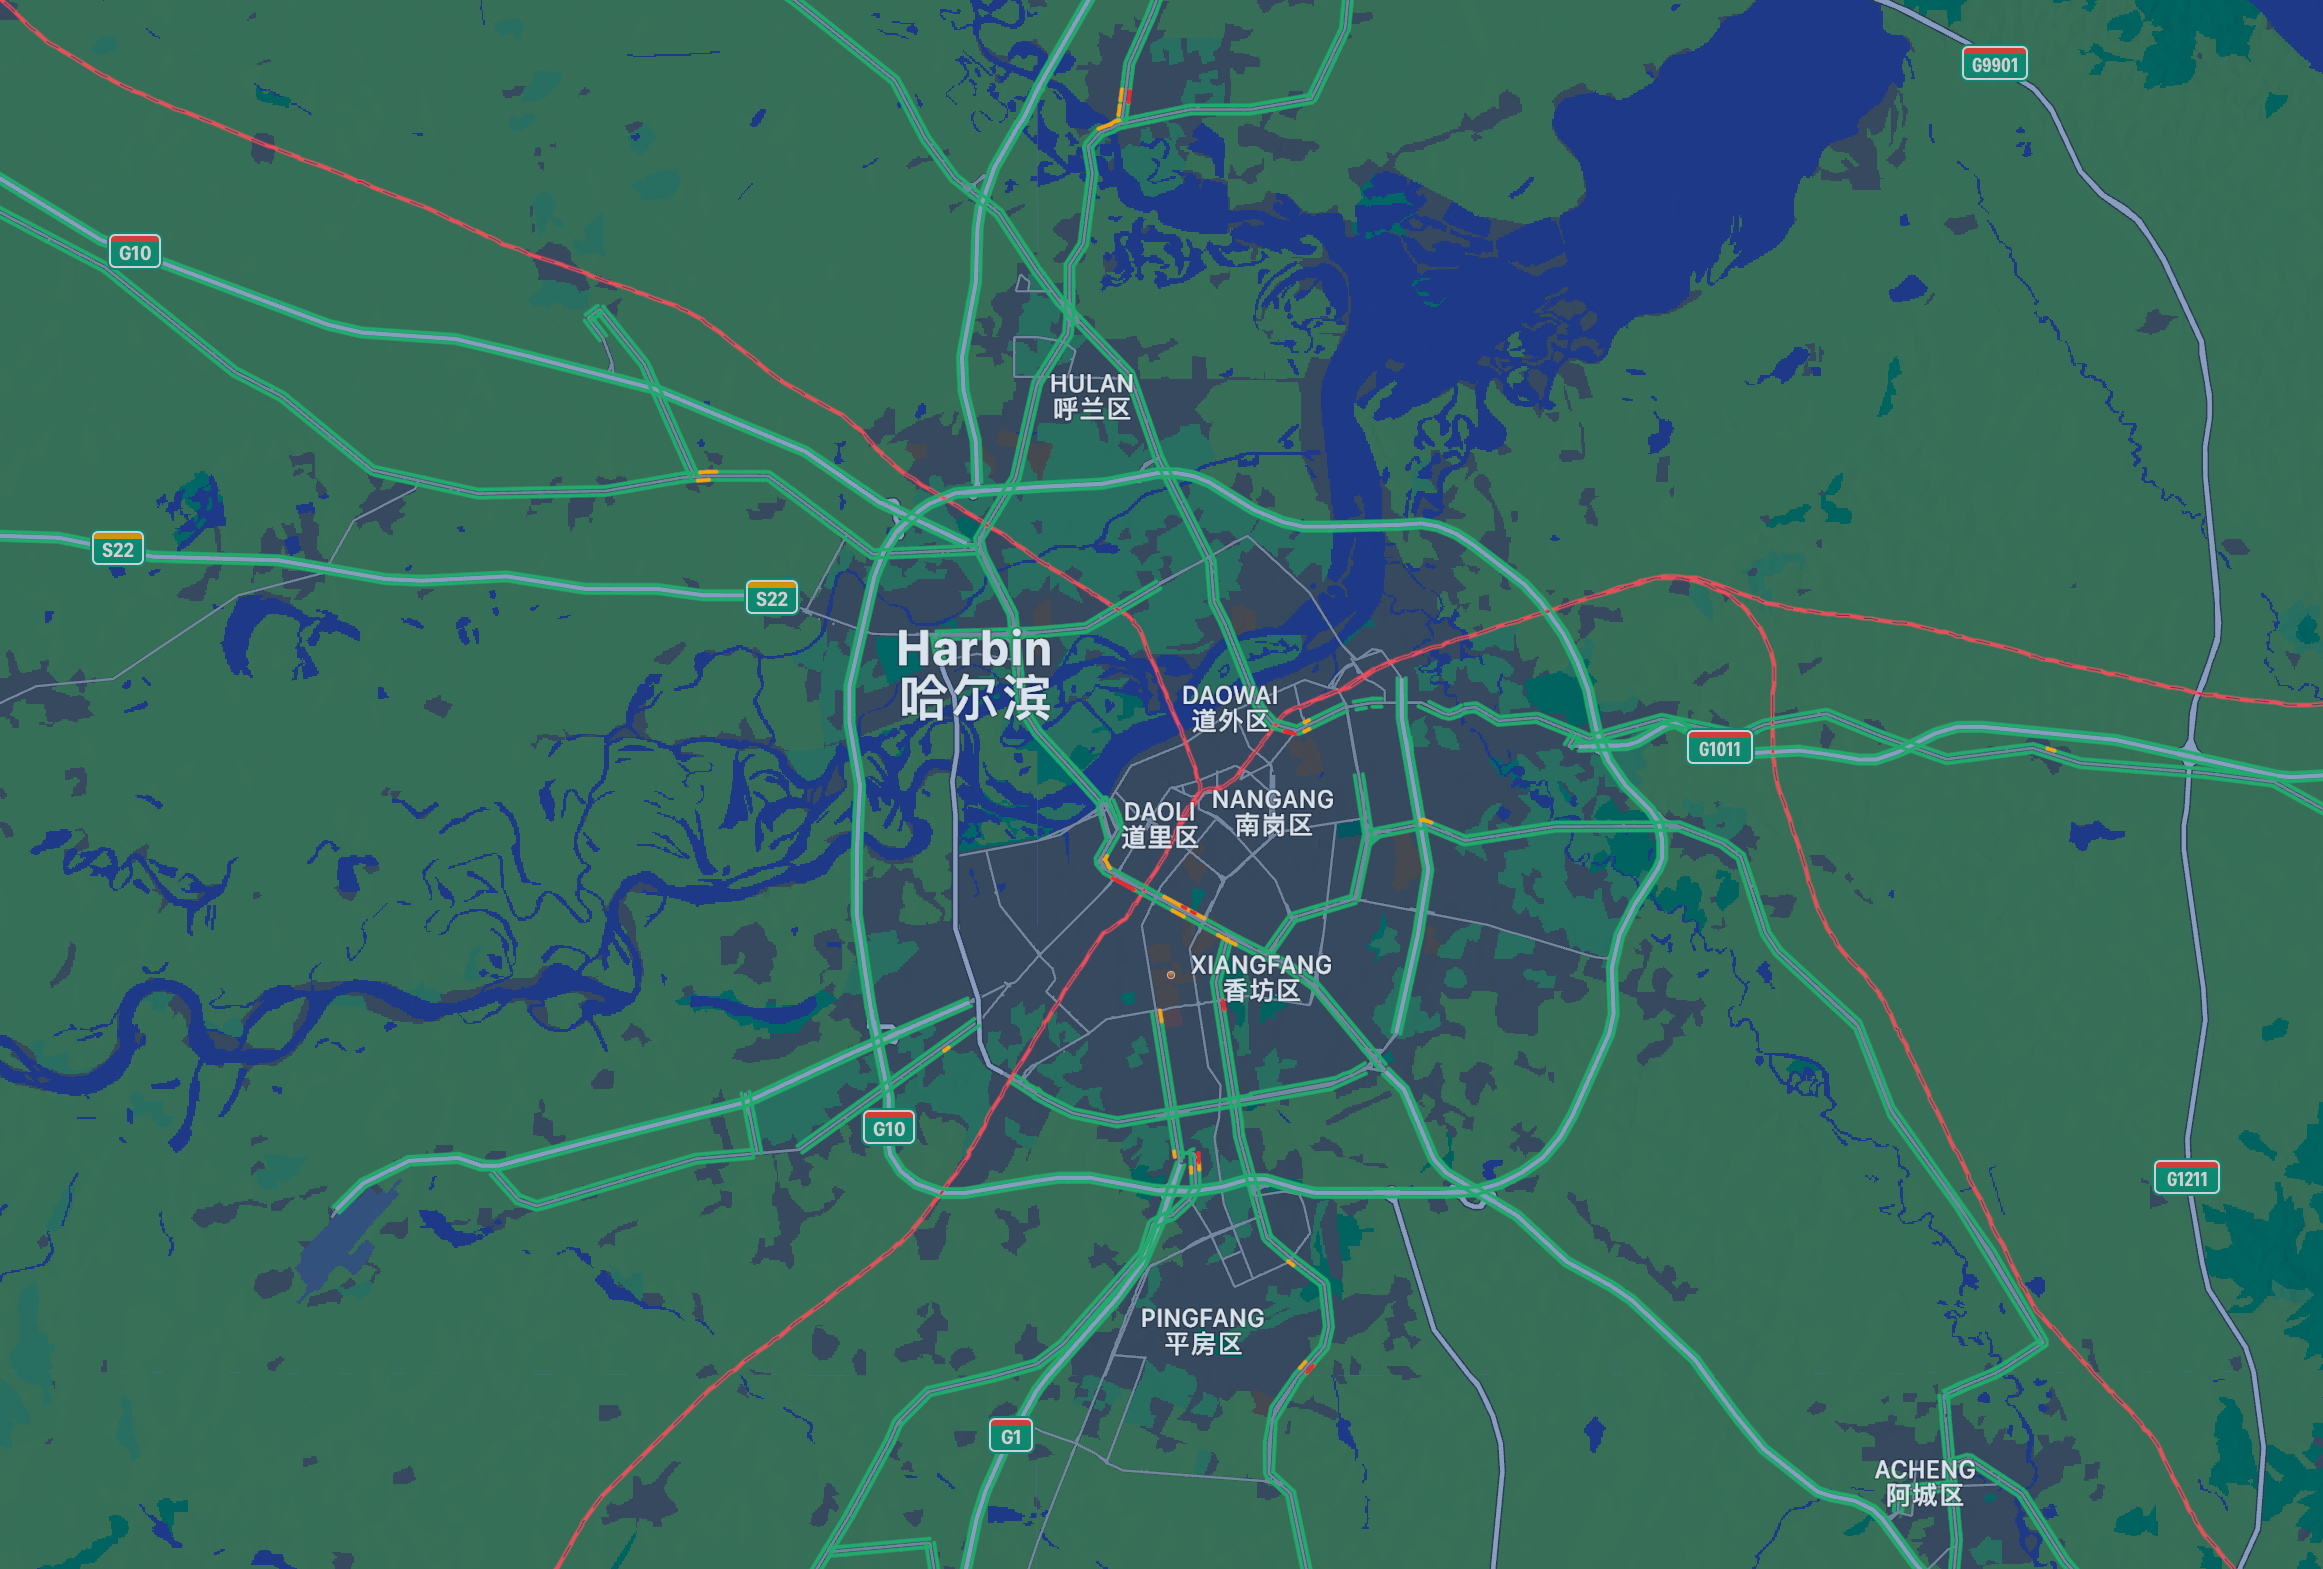 G9901
G10
HULAN
呼兰区
S22
S22
Harbin
哈尔滨
DAOWAI
道外区
G1011
NANGANG
南岗区
DAOLI
道里区
XIANGFANG
香坊区
G10
G1211
PINGFANG
平房区
G1
ACHENG
阿城区